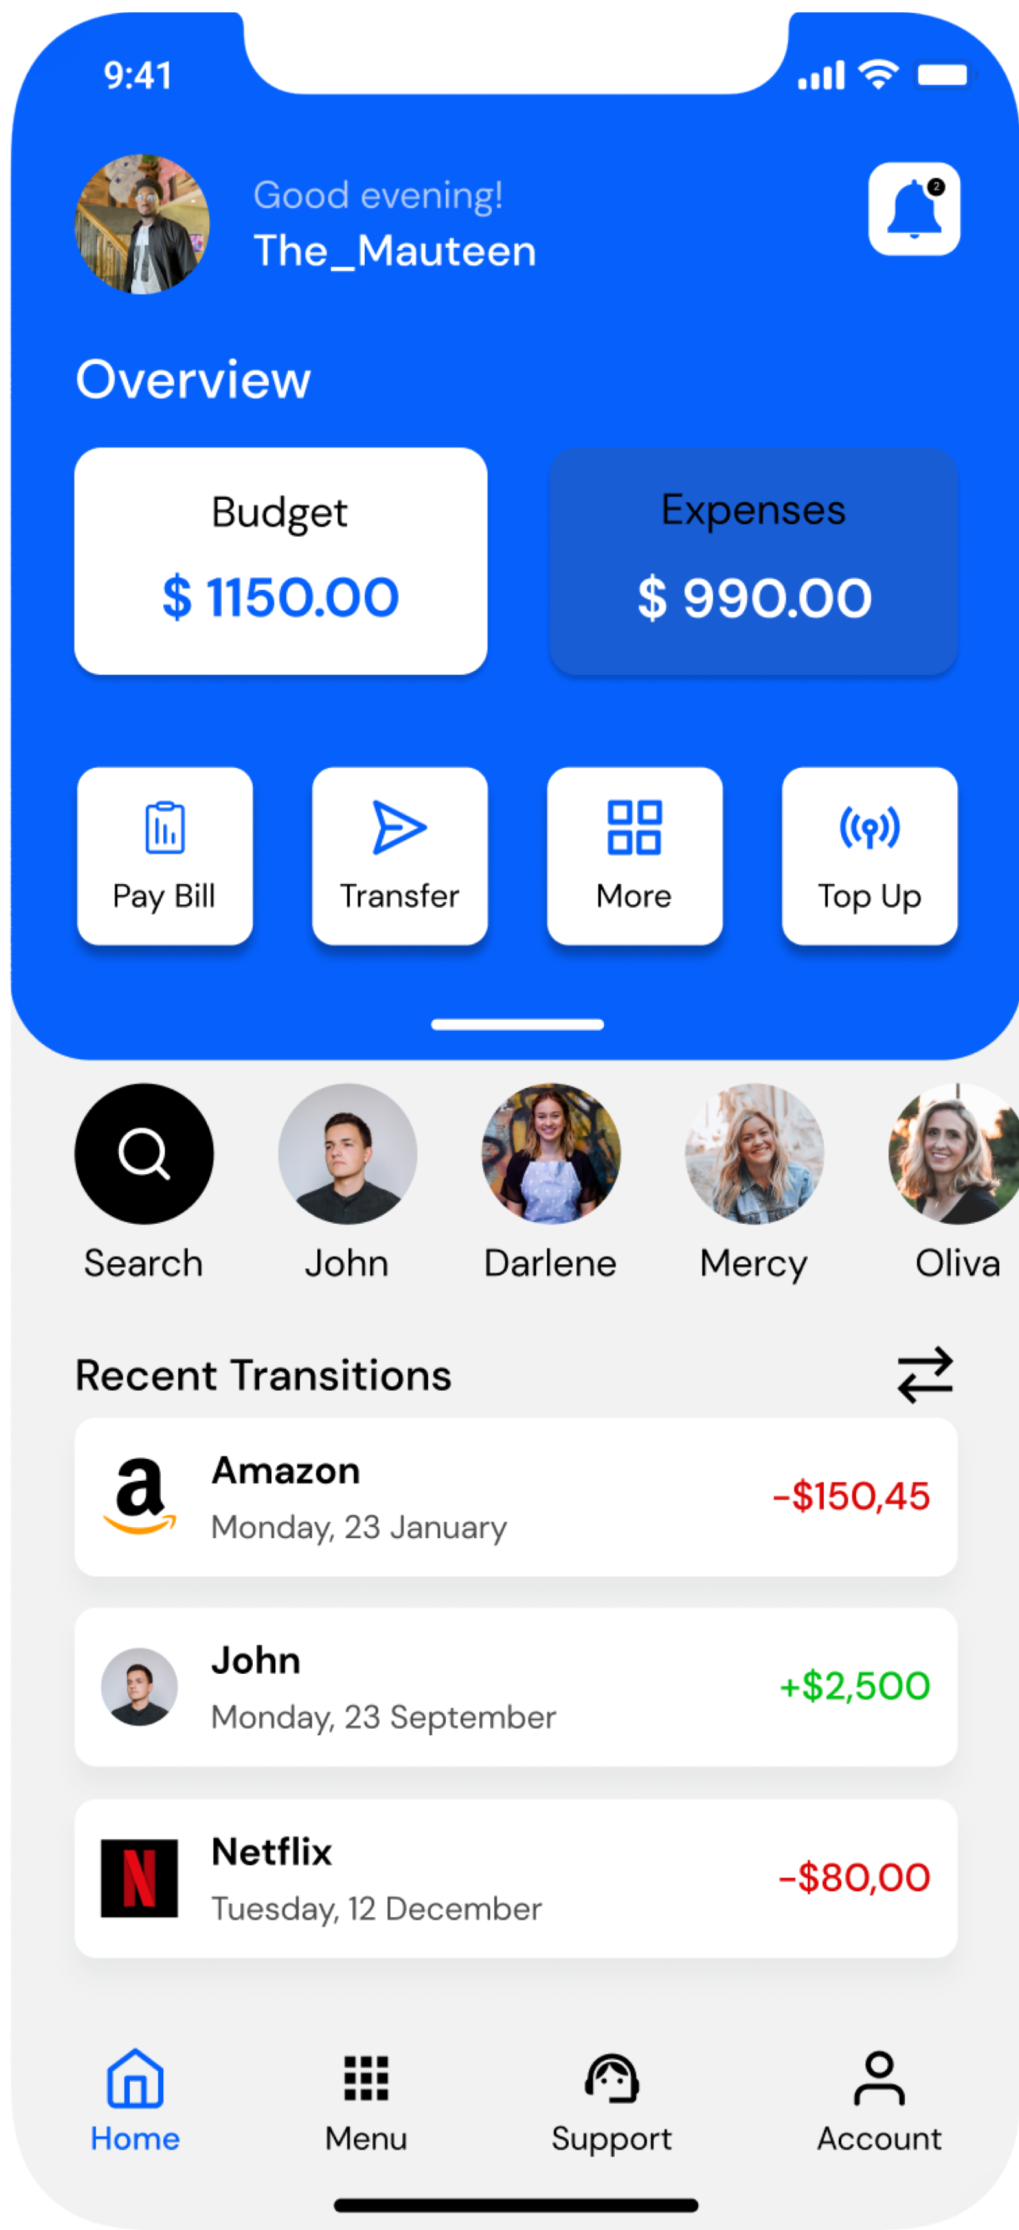 9:41
Good evening!
2
The_Mauteen
Overview
Budget
Expenses
$ 1150.00
$ 990.00
Pay Bill
Transfer
More
Top Up
Search
John
Darlene
Mercy
Oliva
Recent Transitions
a
Amazon
-$150,45
Monday, 23 January
John
+$2,500
Monday, 23 September
N
Netflix
-$80,00
Tuesday, 12 December
Home
Menu
Support
Account